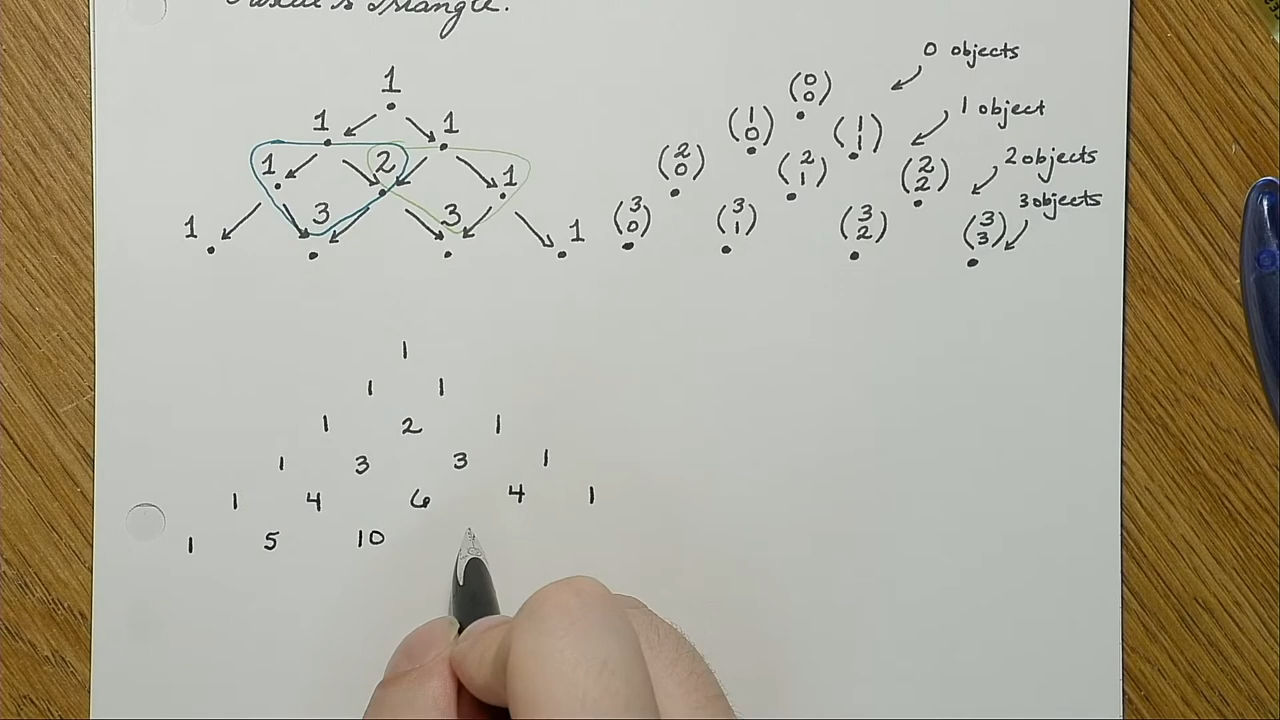 Pascal's Triangle.
1
1 1
1 2 1
1 3 3 1
(0 0) 0 objects
(1 0) (1 1) 1 object
(2 0) (2 1) (2 2) 2 objects
(3 0) (3 1) (3 2) (3 3) 3 objects
1
1 1
1 2 1
1 3 3 1
1 4 6 4 1
1 5 10